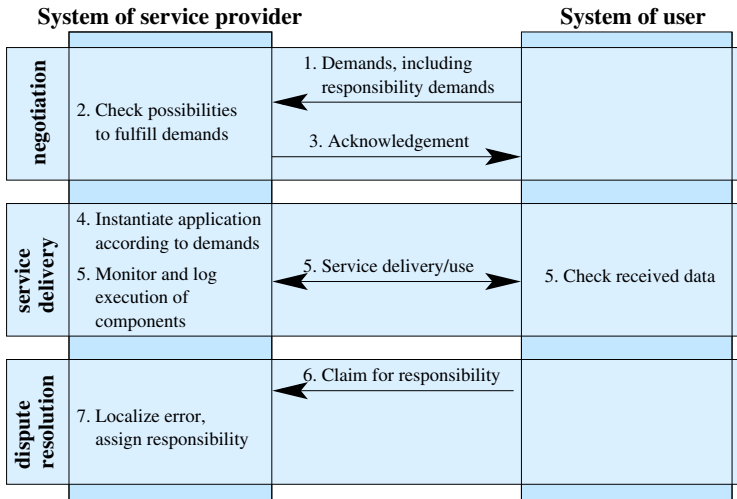 System of service provider
System of user
negotiation
1. Demands, including
responsibility demands
2. Check possibilities
to fulfill demands
3. Acknowledgement
service
delivery
4. Instantiate application
according to demands
5. Monitor and log
execution of
components
5. Service delivery/use
5. Check received data
dispute
resolution
6. Claim for responsibility
7. Localize error,
assign responsibility